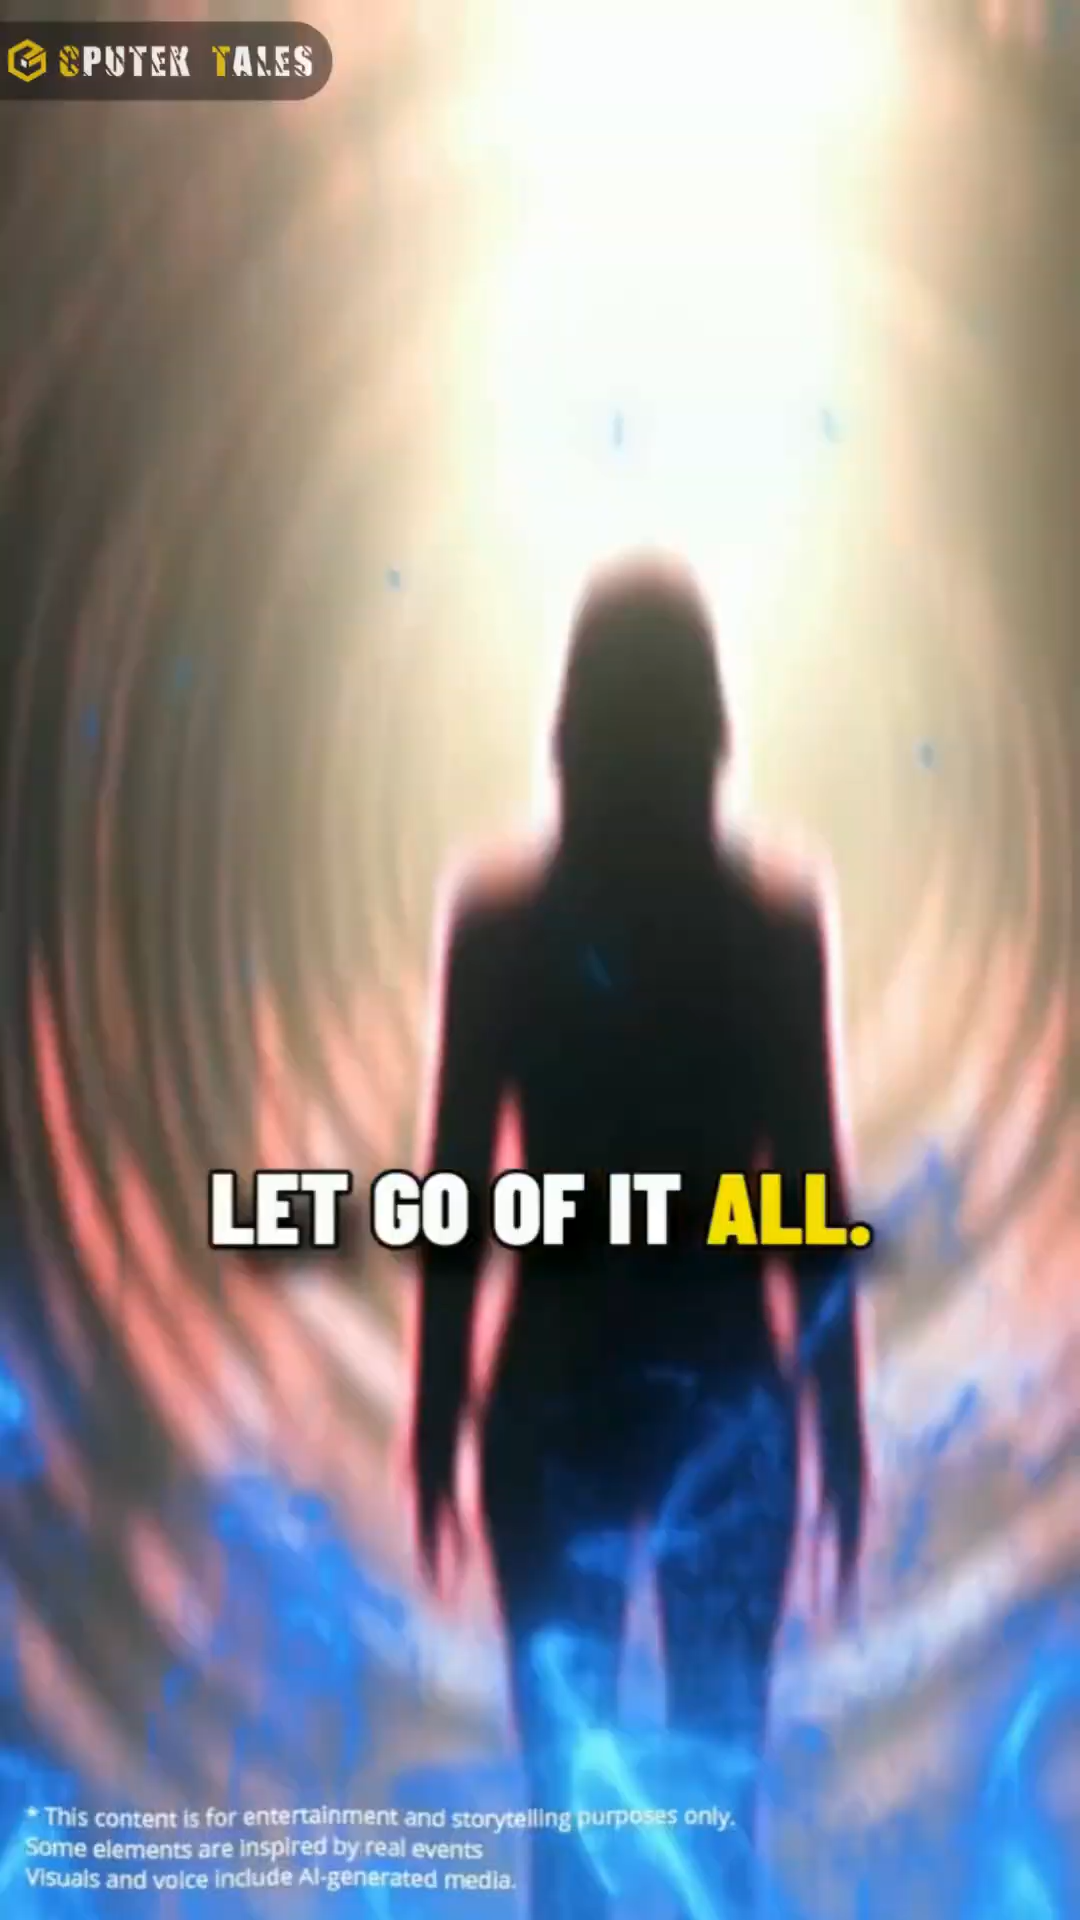 GPUTEK TALES
LET GO OF IT ALL.
* This content is for entertainment and storytelling purposes only.
Some elements are inspired by real events
Visuals and voice include AI-generated media.